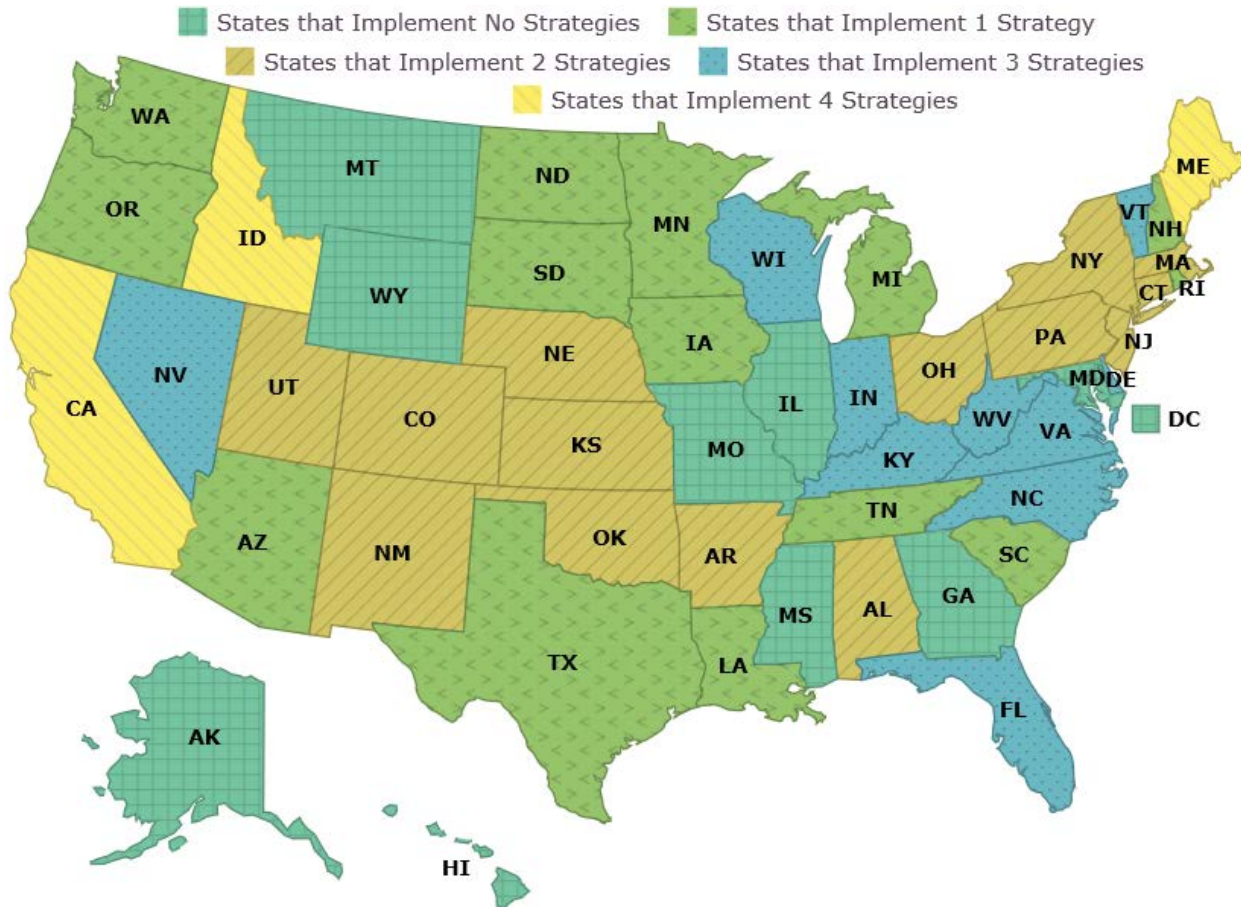 States that Implement No Strategies States that Implement 1 Strategy
States that Implement 2 Strategies States that Implement 3 Strategies
States that Implement 4 Strategies
WA
ME
MT
ND
VT
OR
MN
NH
ID
WI
NY
MA
SD
MI
CT
RI
WY
IA
PA
NJ
NE
OH
NV
MD
DE
UT
IN
CA
IL
CO
WV
DC
KS
VA
MO
KY
NC
TN
AZ
OK
NM
AR
SC
GA
AL
MS
TX
LA
FL
AK
HI